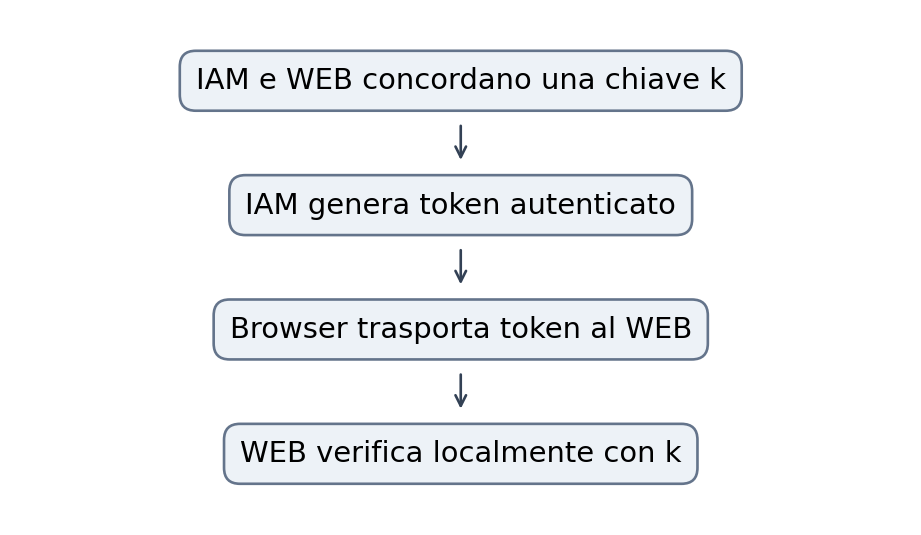 IAM e WEB concordano una chiave k
IAM genera token autenticato
Browser trasporta token al WEB
WEB verifica localmente con k